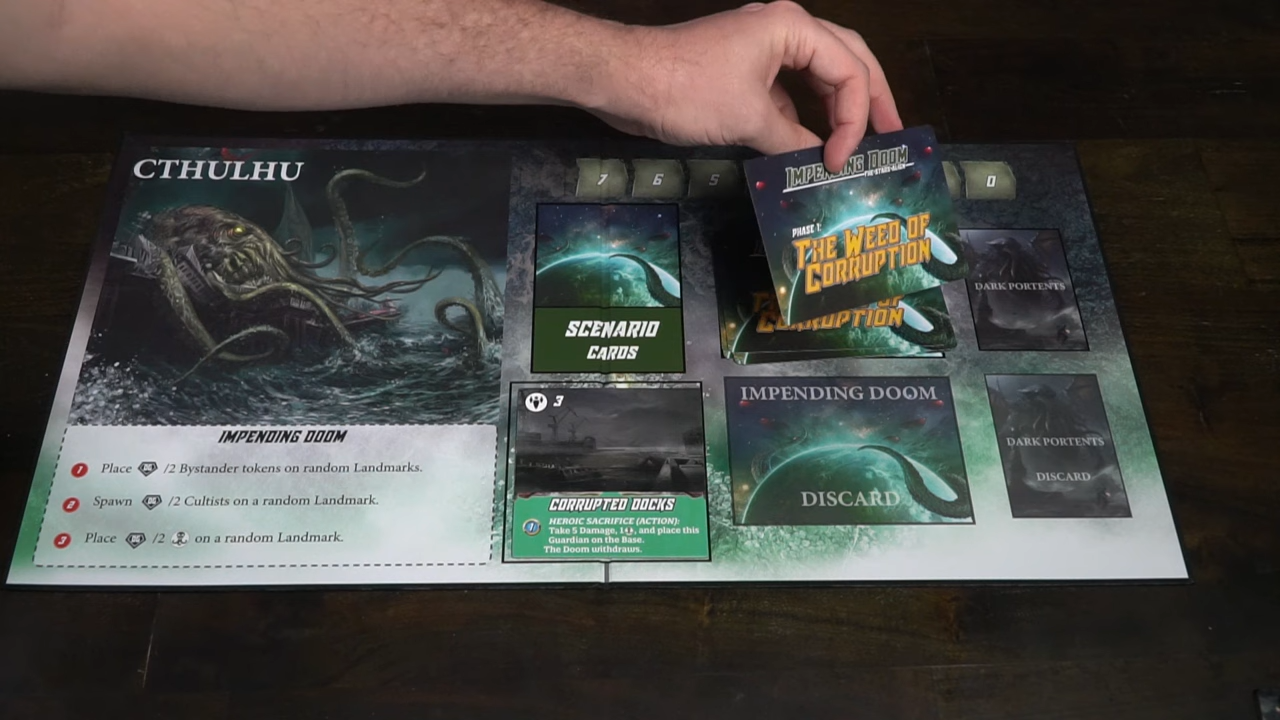 CTHULHU
7
6
5
0
IMPENDING DOOM
THE STARS ALIGN
PHASE 1:
THE WEED OF
CORRUPTION
OF
CORRUPTION
SCENARIO
CARDS
DARK PORTENTS
IMPENDING DOOM
1 Place /2 Bystander tokens on random Landmarks.
2 Spawn /2 Cultists on a random Landmark.
3 Place /2 on a random Landmark.
3
CORRUPTED DOCKS
HEROIC SACRIFICE (ACTION):
Take 5 Damage, 1, and place this
Guardian on the Base.
The Doom withdraws.
IMPENDING DOOM
DISCARD
DARK PORTENTS
DISCARD